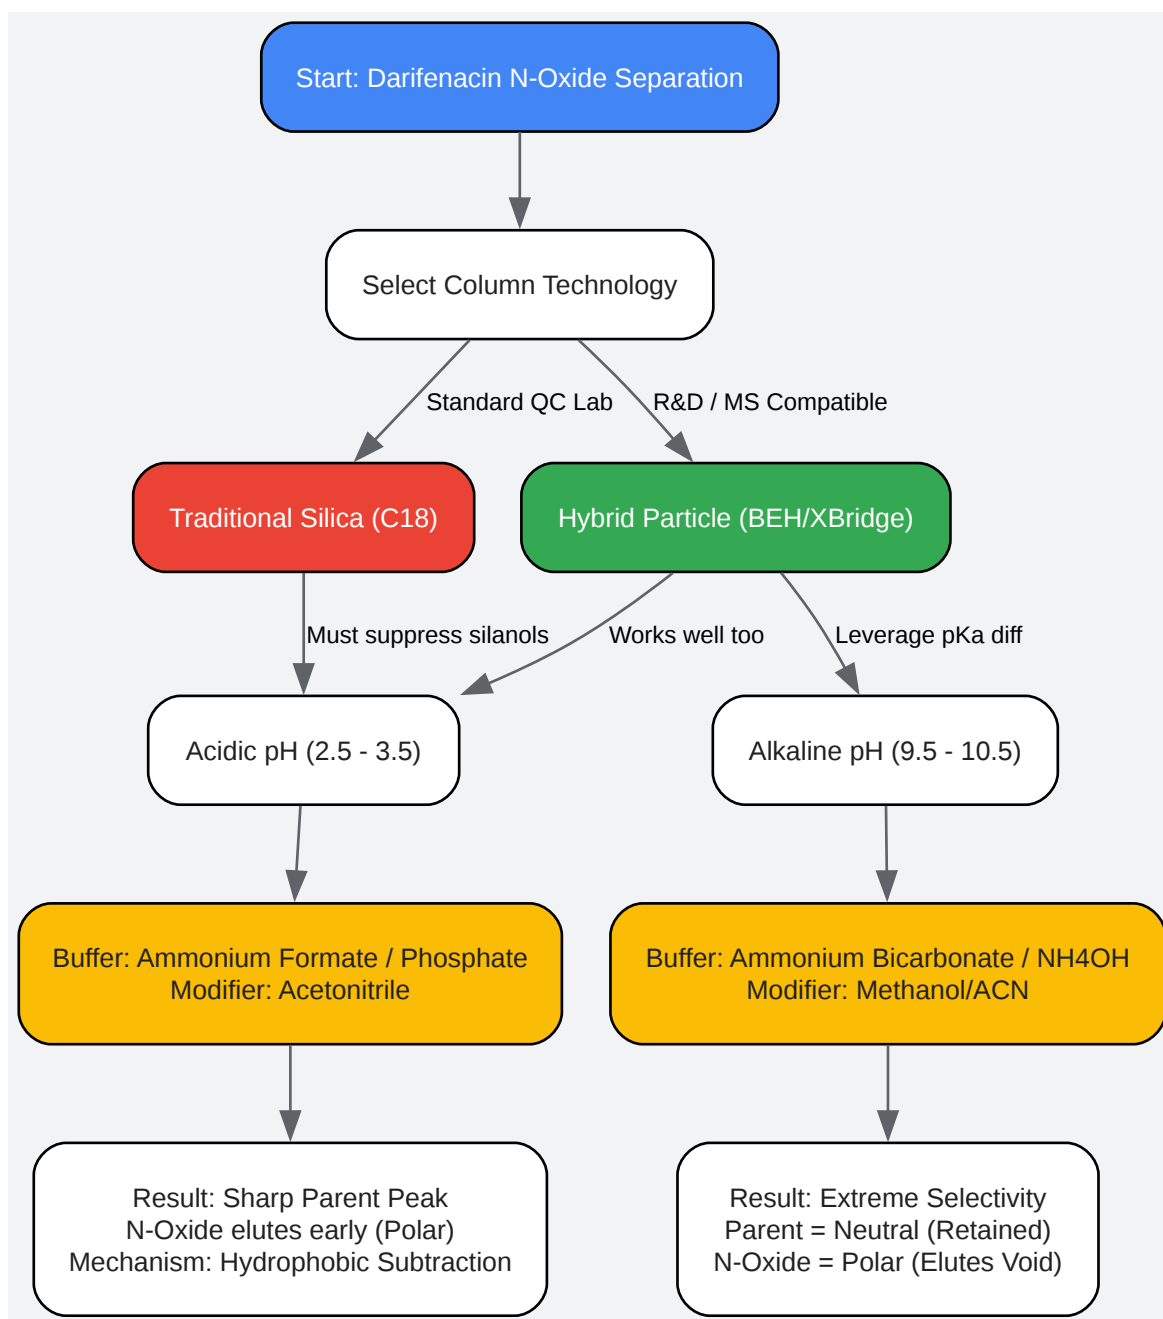 Start: Darifenacin N-Oxide Separation
Select Column Technology
Standard QC Lab
R&D / MS Compatible
Traditional Silica (C18)
Hybrid Particle (BEH/XBridge)
Must suppress silanols
Works well too
Leverage pKa diff
Acidic pH (2.5 - 3.5)
Alkaline pH (9.5 - 10.5)
Buffer: Ammonium Formate / Phosphate
Modifier: Acetonitrile
Buffer: Ammonium Bicarbonate / NH4OH
Modifier: Methanol/ACN
Result: Sharp Parent Peak
N-Oxide elutes early (Polar)
Mechanism: Hydrophobic Subtraction
Result: Extreme Selectivity
Parent = Neutral (Retained)
N-Oxide = Polar (Elutes Void)